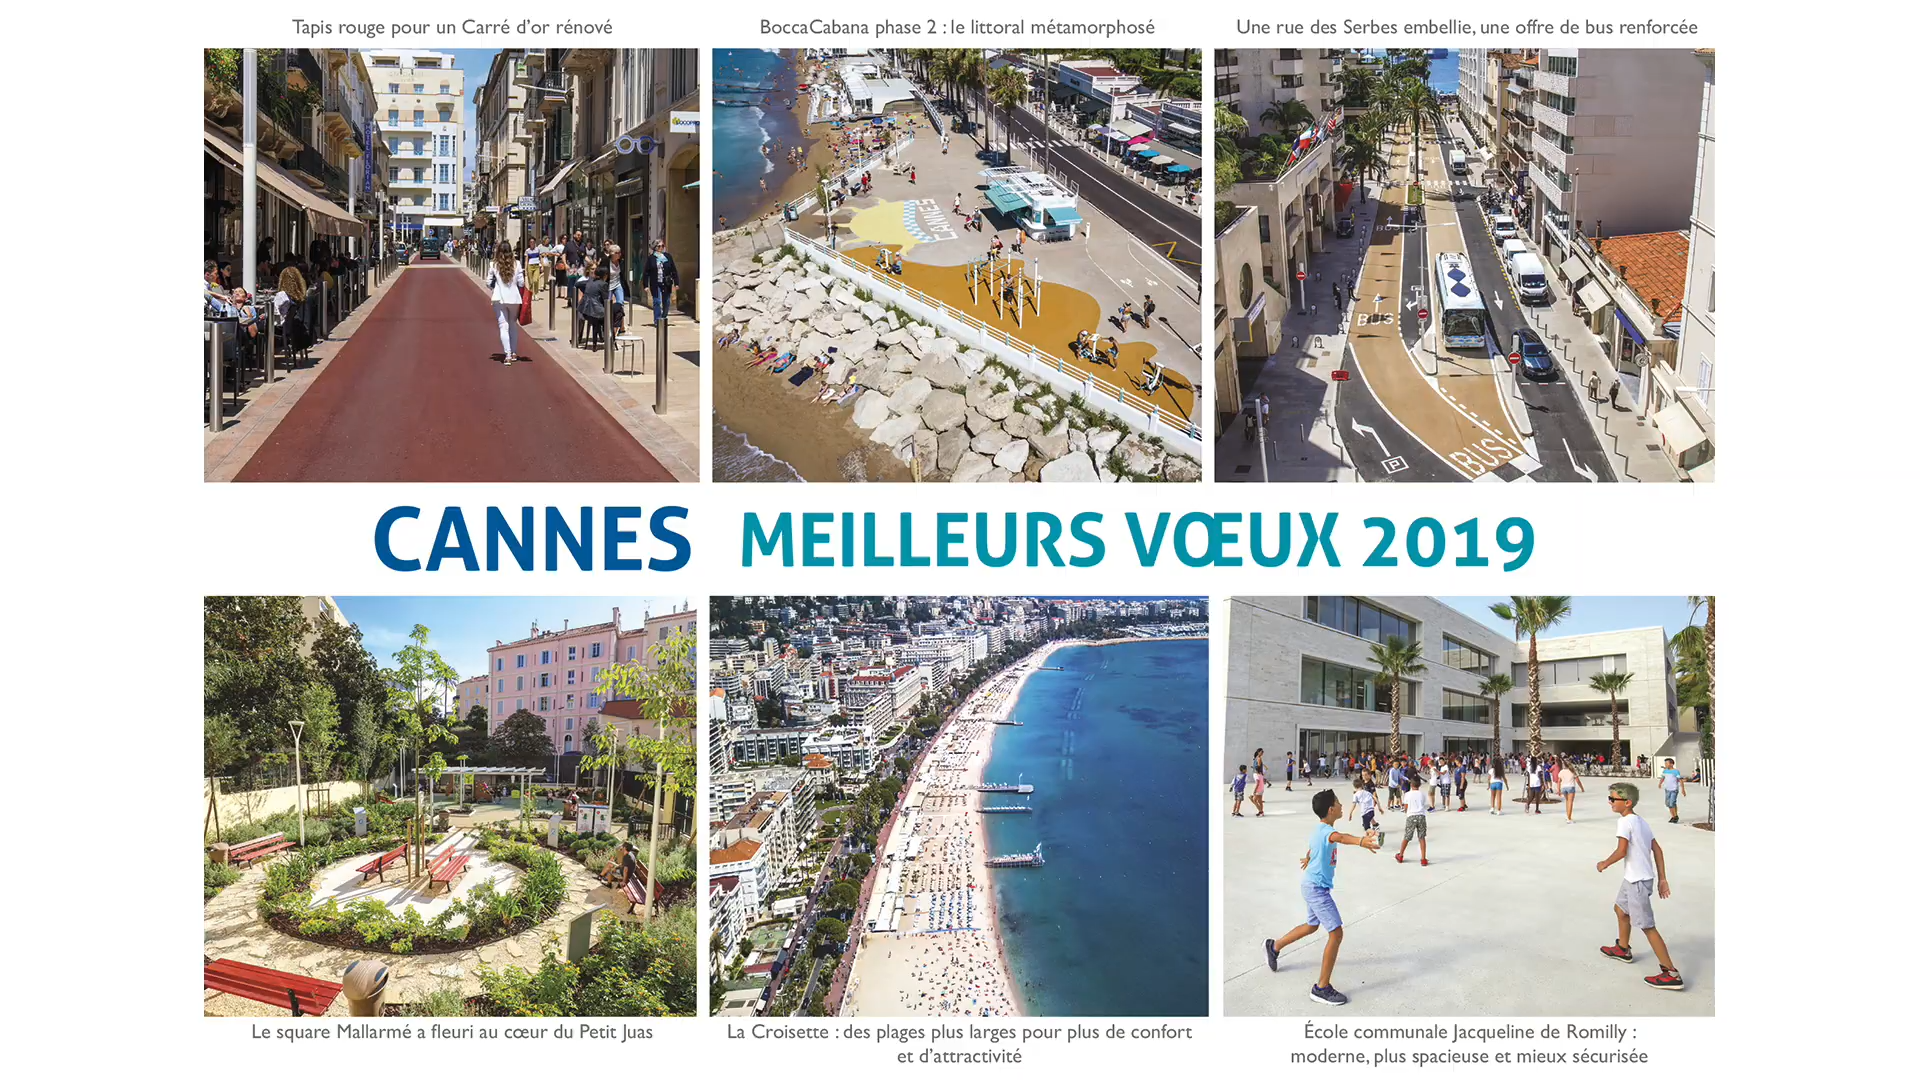 Tapis rouge pour un Carré d'or rénové
BoccaCabana phase 2 : le littoral métamorphosé
Une rue des Serbes embellie, une offre de bus renforcée
CANNES
BUS
BUS
P
CANNES MEILLEURS VŒUX 2019
Le square Mallarmé a fleuri au cœur du Petit Juas
La Croisette : des plages plus larges pour plus de confort
et d'attractivité
École communale Jacqueline de Romilly :
moderne, plus spacieuse et mieux sécurisée